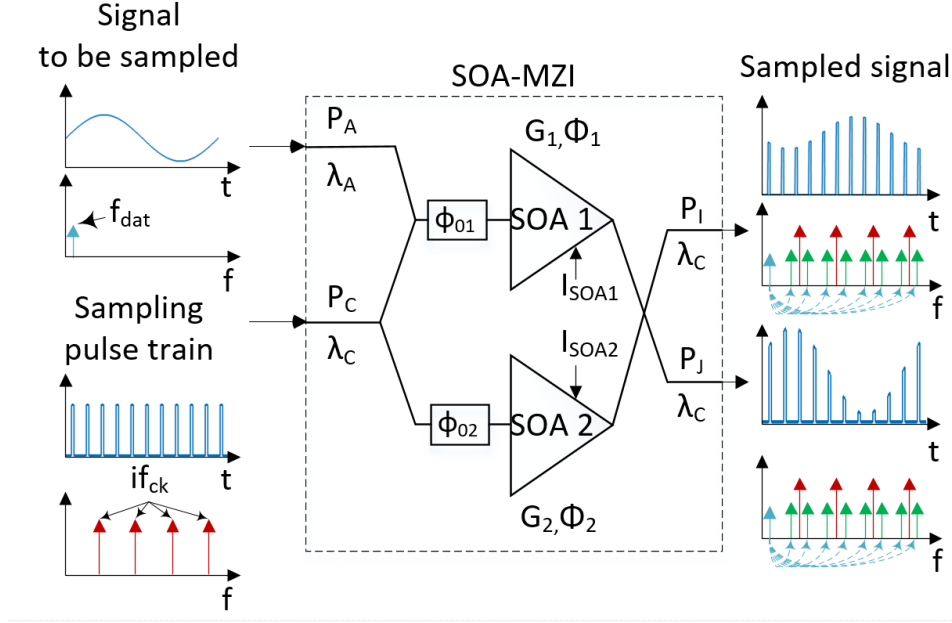 Signal
to be sampled
t
f_dat
f
Sampling
pulse train
t
if_ck
f
SOA-MZI
P_A
λ_A
P_C
λ_C
ϕ_01
ϕ_02
G_1,Φ_1
SOA 1
I_SOA1
I_SOA2
SOA 2
G_2,Φ_2
P_I
λ_C
P_J
λ_C
Sampled signal
t
f
t
f